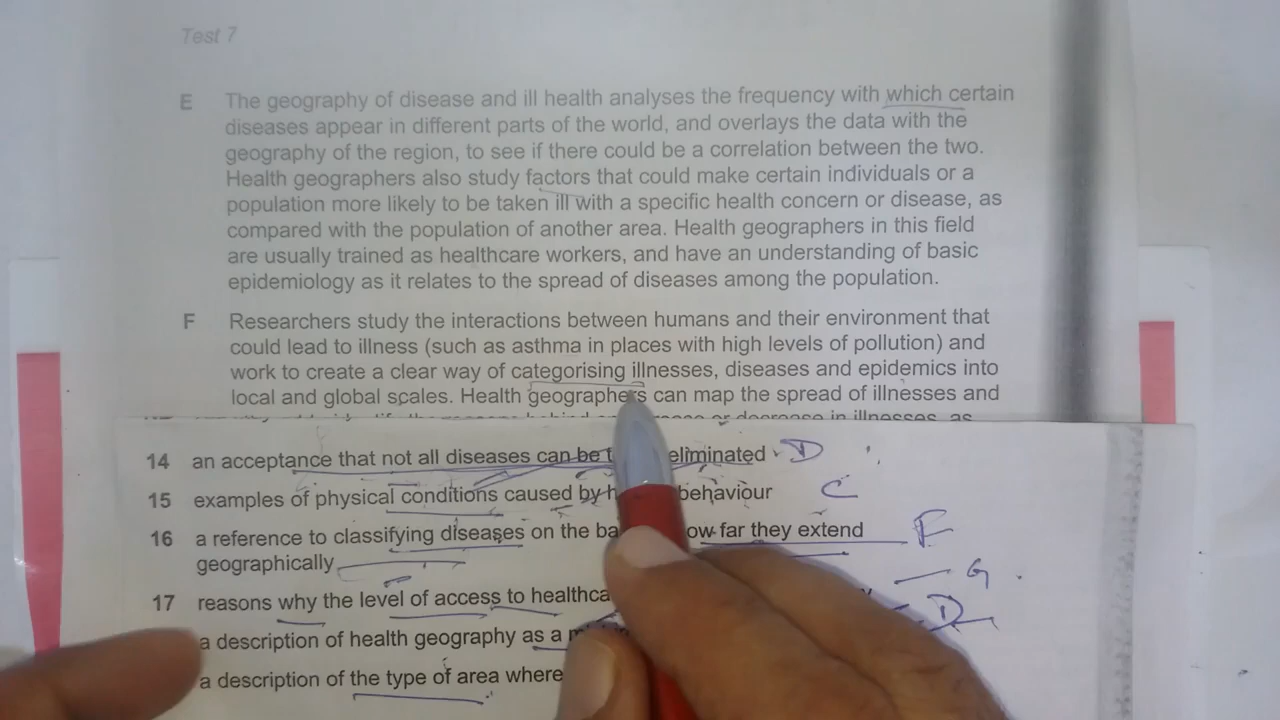 Test 7
E The geography of disease and ill health analyses the frequency with which certain
diseases appear in different parts of the world, and overlays the data with the
geography of the region, to see if there could be a correlation between the two.
Health geographers also study factors that could make certain individuals or a
population more likely to be taken ill with a specific health concern or disease, as
compared with the population of another area. Health geographers in this field
are usually trained as healthcare workers, and have an understanding of basic
epidemiology as it relates to the spread of diseases among the population.
F Researchers study the interactions between humans and their environment that
could lead to illness (such as asthma in places with high levels of pollution) and
work to create a clear way of categorising illnesses, diseases and epidemics into
local and global scales. Health geographers can map the spread of illnesses and
decrease in illnesses, as
14 an acceptance that not all diseases can be eliminated D
15 examples of physical conditions caused by behaviour C
16 a reference to classifying diseases on the far they extend F
geographically
G
17 reasons why the level of access to
D
a description of health geography as a
a description of the type of area where